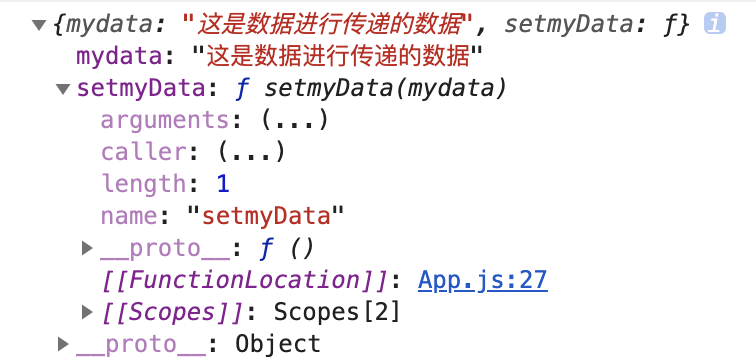 {mydata: "这是数据进行传递的数据", setmyData: ƒ} i
mydata: "这是数据进行传递的数据"
setmyData: ƒ setmyData(mydata)
arguments: (...)
caller: (...)
length: 1
name: "setmyData"
__proto__: ƒ ()
[[FunctionLocation]]: App.js:27
[[Scopes]]: Scopes[2]
__proto__: Object